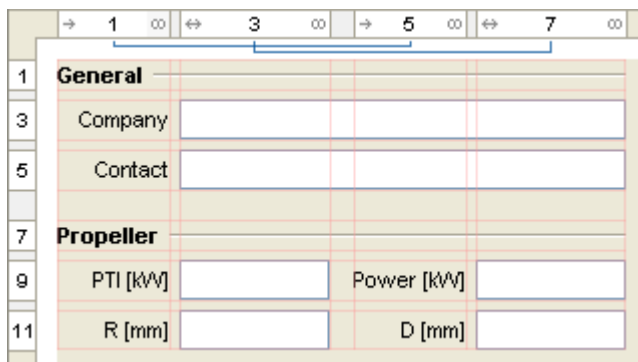 → 1 ∞ ↔ 3 ∞ → 5 ∞ ↔ 7 ∞
1 General
3 Company
5 Contact
7 Propeller
9 PTI [kW] Power [kW]
11 R [mm] D [mm]